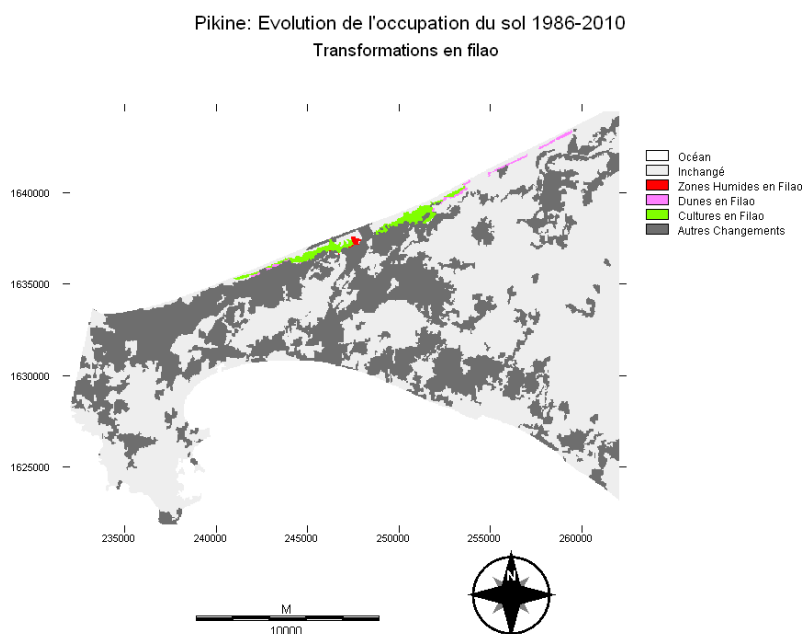 Pikine: Evolution de l'occupation du sol 1986-2010
Transformations en filao
Océan
Inchangé
Zones Humides en Filao
Dunes en Filao
Cultures en Filao
Autres Changements
1640000
1635000
1630000
1625000
235000 240000 245000 250000 255000 260000
N
M
10000